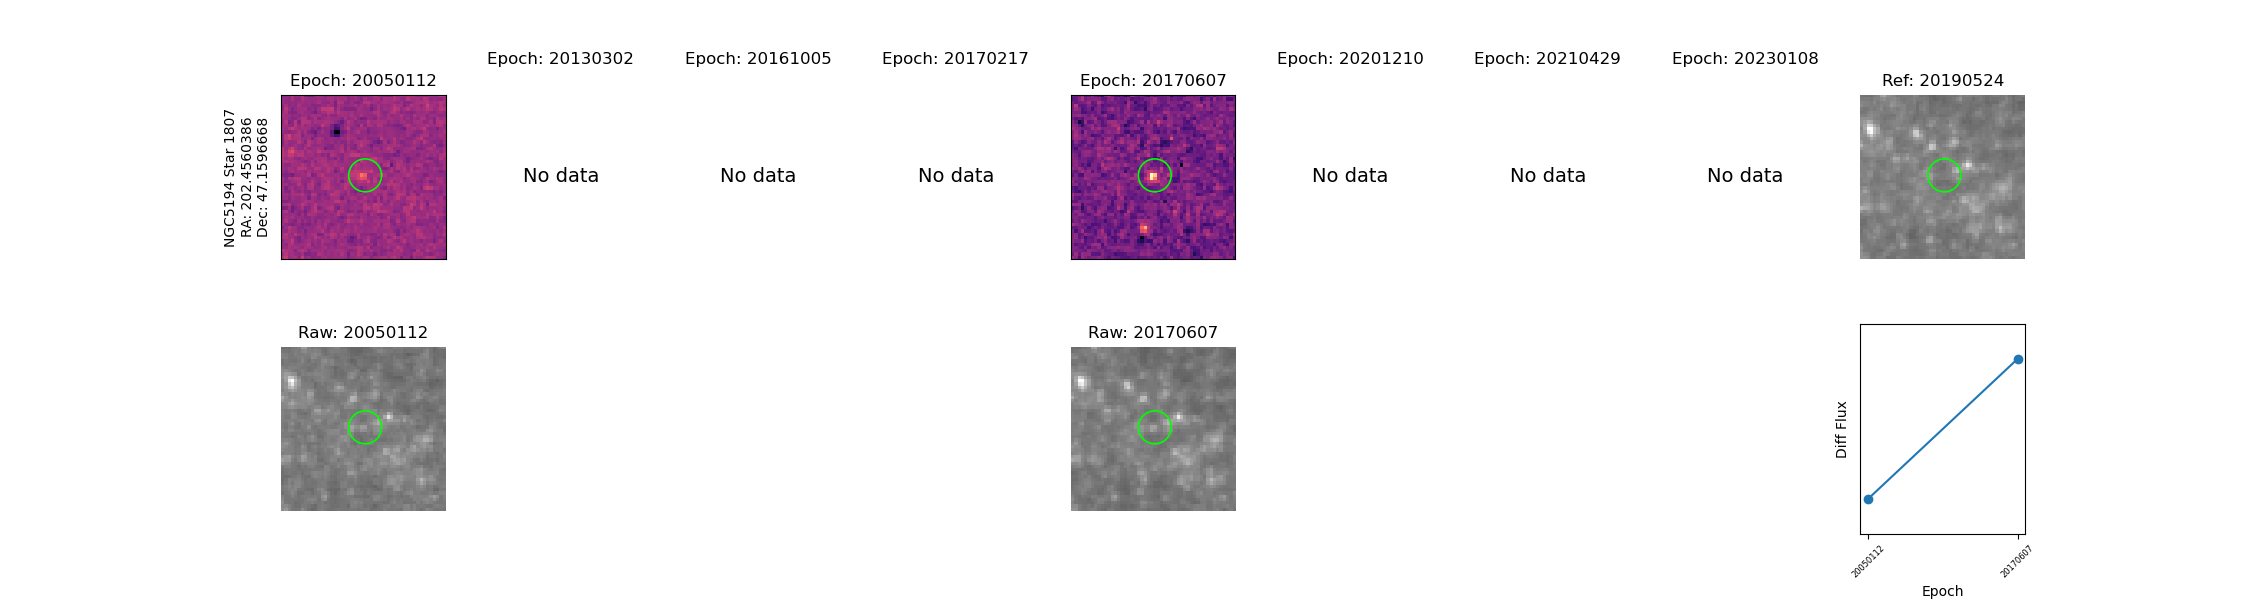 Epoch: 20050112
Epoch: 20130302
Epoch: 20161005
Epoch: 20170217
Epoch: 20170607
Epoch: 20201210
Epoch: 20210429
Epoch: 20230108
Ref: 20190524
NGC5194 Star 1807
RA: 202.4560386
Dec: 47.1596668
No data
No data
No data
No data
No data
No data
Raw: 20050112
Raw: 20170607
Diff Flux
20050112
20170607
Epoch